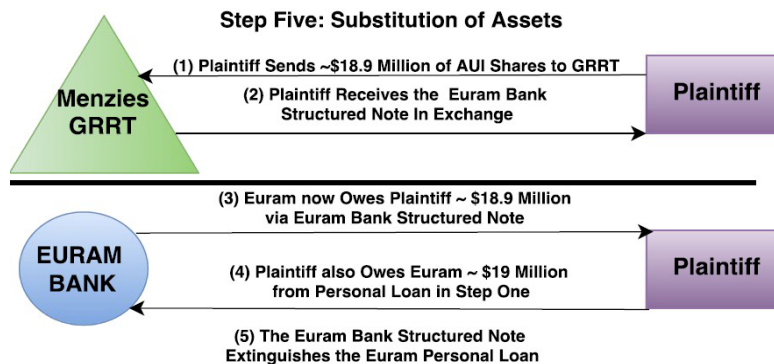 Step Five: Substitution of Assets
(1) Plaintiff Sends ~$18.9 Million of AUI Shares to GRRT
Menzies
GRRT
(2) Plaintiff Receives the Euram Bank
Structured Note In Exchange
Plaintiff
(3) Euram now Owes Plaintiff ~ $18.9 Million
via Euram Bank Structured Note
EURAM
BANK
(4) Plaintiff also Owes Euram ~ $19 Million
from Personal Loan in Step One
Plaintiff
(5) The Euram Bank Structured Note
Extinguishes the Euram Personal Loan